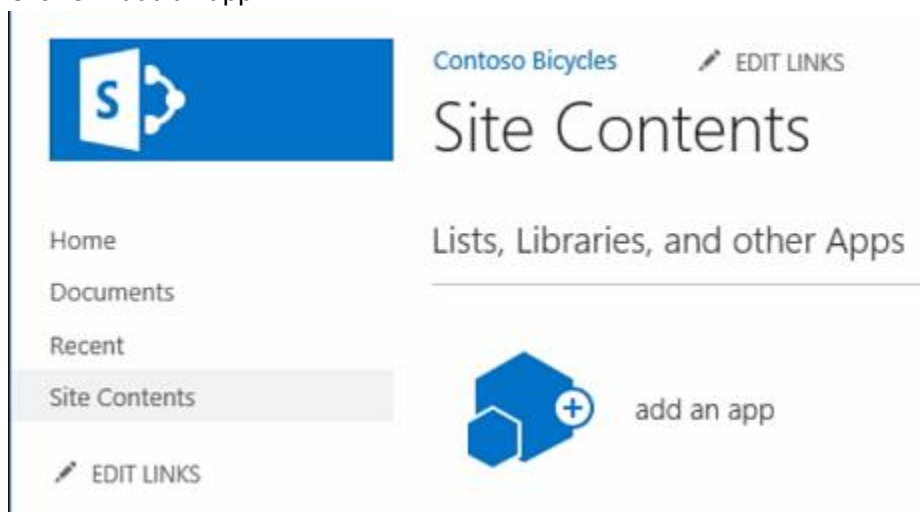 S
Contoso Bicycles EDIT LINKS
Site Contents
Home
Documents
Recent
Site Contents
EDIT LINKS
Lists, Libraries, and other Apps
add an app